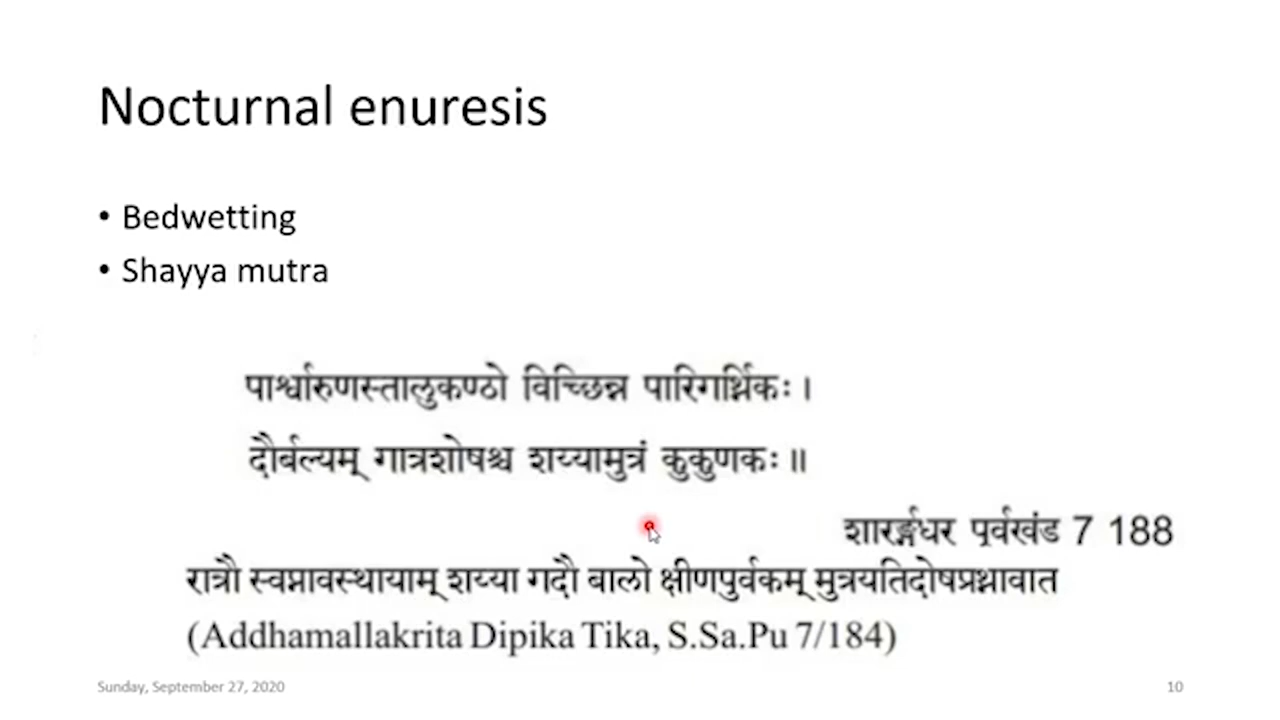 Nocturnal enuresis
• Bedwetting
• Shayya mutra
पार्श्वारुणस्तालुकण्ठो विच्छिन्न पारिगर्भिकः।
दौर्बल्यम् गात्रशोषश्च शय्यामुत्रं कुकुणकः॥
शारङ्गधर पूर्वखंड 7 188
रात्रौ स्वप्नावस्थायाम् शय्या गदौ बालो क्षीणपुर्वकम् मुत्रयतिदोषप्रभावात
(Addhamallakrita Dipika Tika, S.Sa.Pu 7/184)
Sunday, September 27, 2020
10